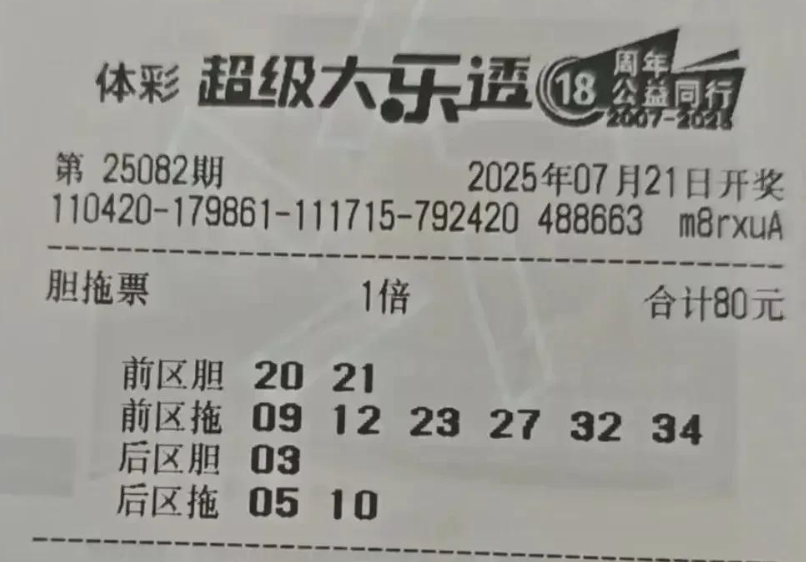 体彩 超级大乐透 18 周年
公益同行
2007-2025
第 25082期 2025年07月21日开奖
110420-179861-111715-792420 488663 m8rxuA
胆拖票 1倍 合计80元
前区胆 20 21
前区拖 09 12 23 27 32 34
后区胆 03
后区拖 05 10